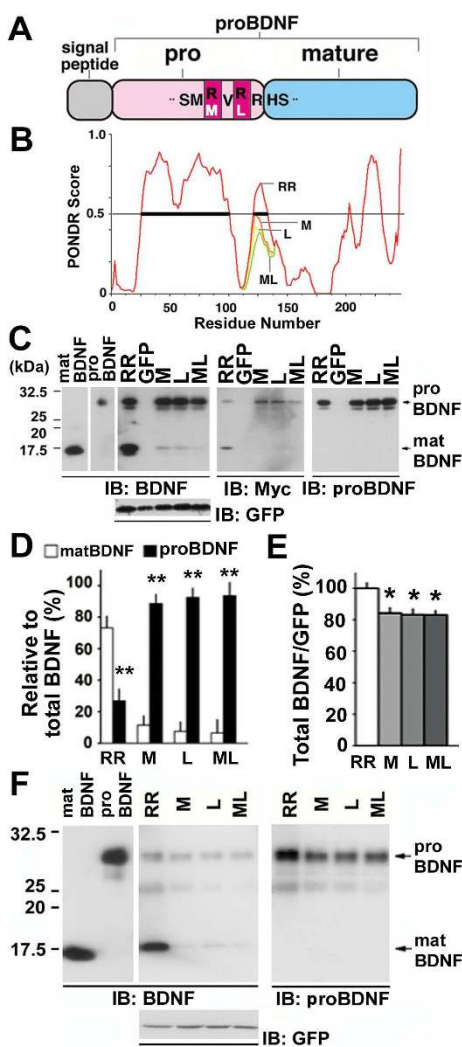 A
proBDNF
signal peptide
pro
mature
·· SM R V R R HS ··
M L
B
PONDR Score
1.0
0.5
0
RR
M
L
ML
0 50 100 150 200
Residue Number
C
(kDa)
mat BDNF
pro BDNF
RR GFP M L ML
RR GFP M L ML
RR GFP M L ML
32.5
25
20
17.5
pro BDNF
mat BDNF
IB: BDNF
IB: Myc
IB: proBDNF
IB: GFP
D
matBDNF proBDNF
Relative to total BDNF (%)
100
80
60
40
20
0
** ** ** **
RR M L ML
E
Total BDNF/GFP (%)
120
100
80
60
40
20
0
* * *
RR M L ML
F
mat BDNF
pro BDNF
RR M L ML
RR M L ML
32.5
25
20
17.5
pro BDNF
mat BDNF
IB: BDNF
IB: proBDNF
IB: GFP